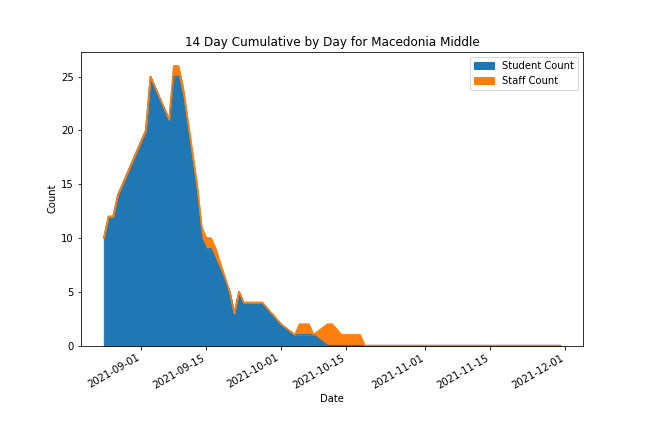 14 Day Cumulative by Day for Macedonia Middle
Student Count
Staff Count
Count
25
20
15
10
5
0
2021-09-01
2021-09-15
2021-10-01
2021-10-15
2021-11-01
2021-11-15
2021-12-01
Date